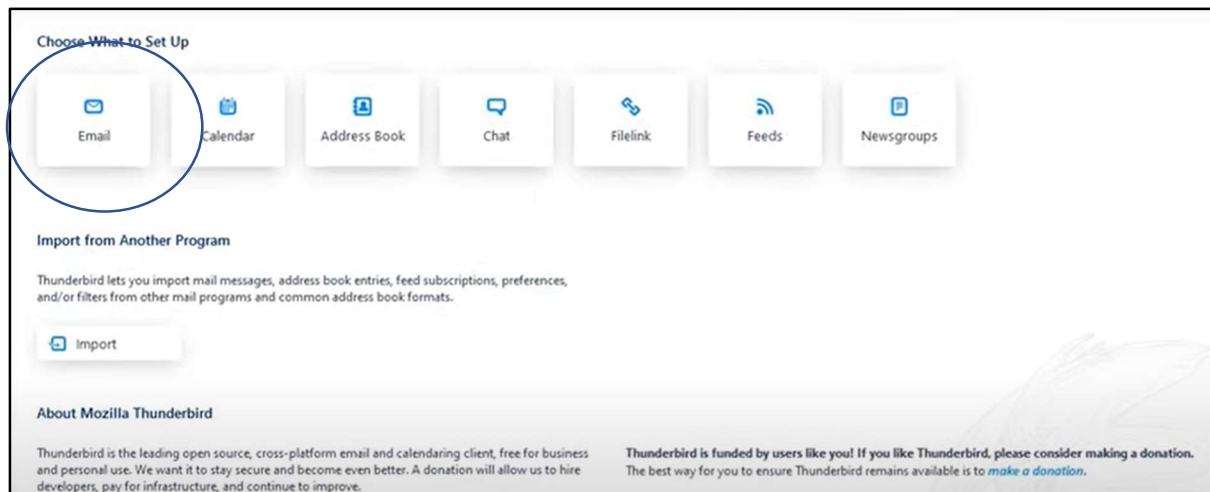 Choose What to Set Up
Email
Calendar
Address Book
Chat
Filelink
Feeds
Newsgroups
Import from Another Program
Thunderbird lets you import mail messages, address book entries, feed subscriptions, preferences,
and/or filters from other mail programs and common address book formats.
Import
About Mozilla Thunderbird
Thunderbird is the leading open source, cross-platform email and calendaring client, free for business
and personal use. We want it to stay secure and become even better. A donation will allow us to hire
developers, pay for infrastructure, and continue to improve.
Thunderbird is funded by users like you! If you like Thunderbird, please consider making a donation.
The best way for you to ensure Thunderbird remains available is to make a donation.